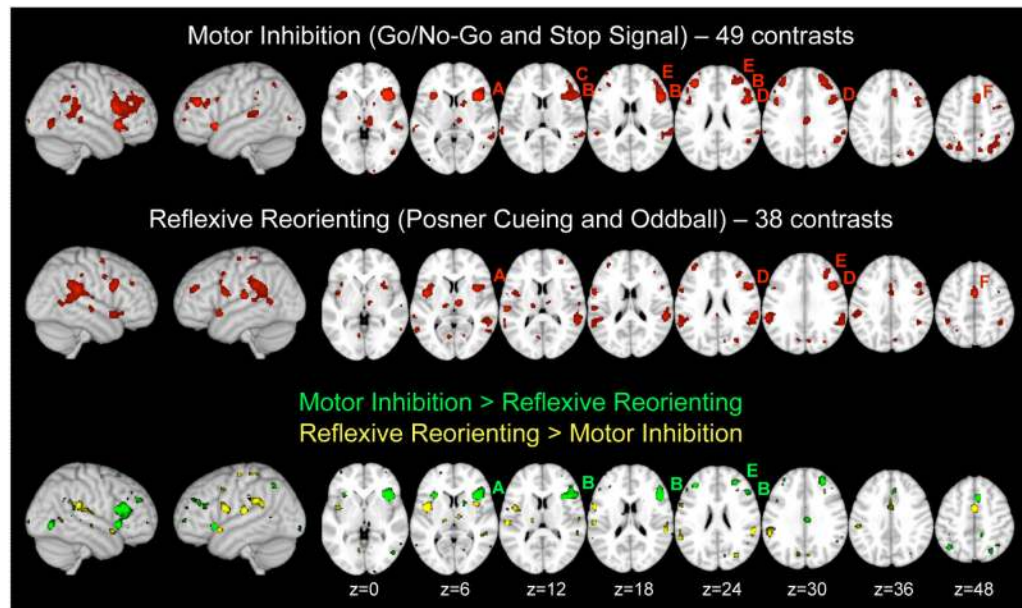 Motor Inhibition (Go/No-Go and Stop Signal) – 49 contrasts
A
C
B
E
B
E
B
D
D
F
Reflexive Reorienting (Posner Cueing and Oddball) – 38 contrasts
A
D
E
D
F
Motor Inhibition > Reflexive Reorienting
Reflexive Reorienting > Motor Inhibition
A
B
B
E
B
z=0 z=6 z=12 z=18 z=24 z=30 z=36 z=48